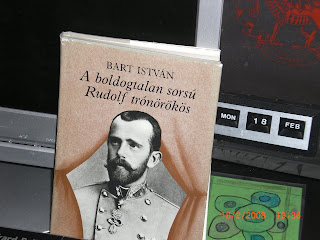 BART ISTVÁN
A boldogtalan sorsú
Rudolf trónörökös
MON 18 FEB